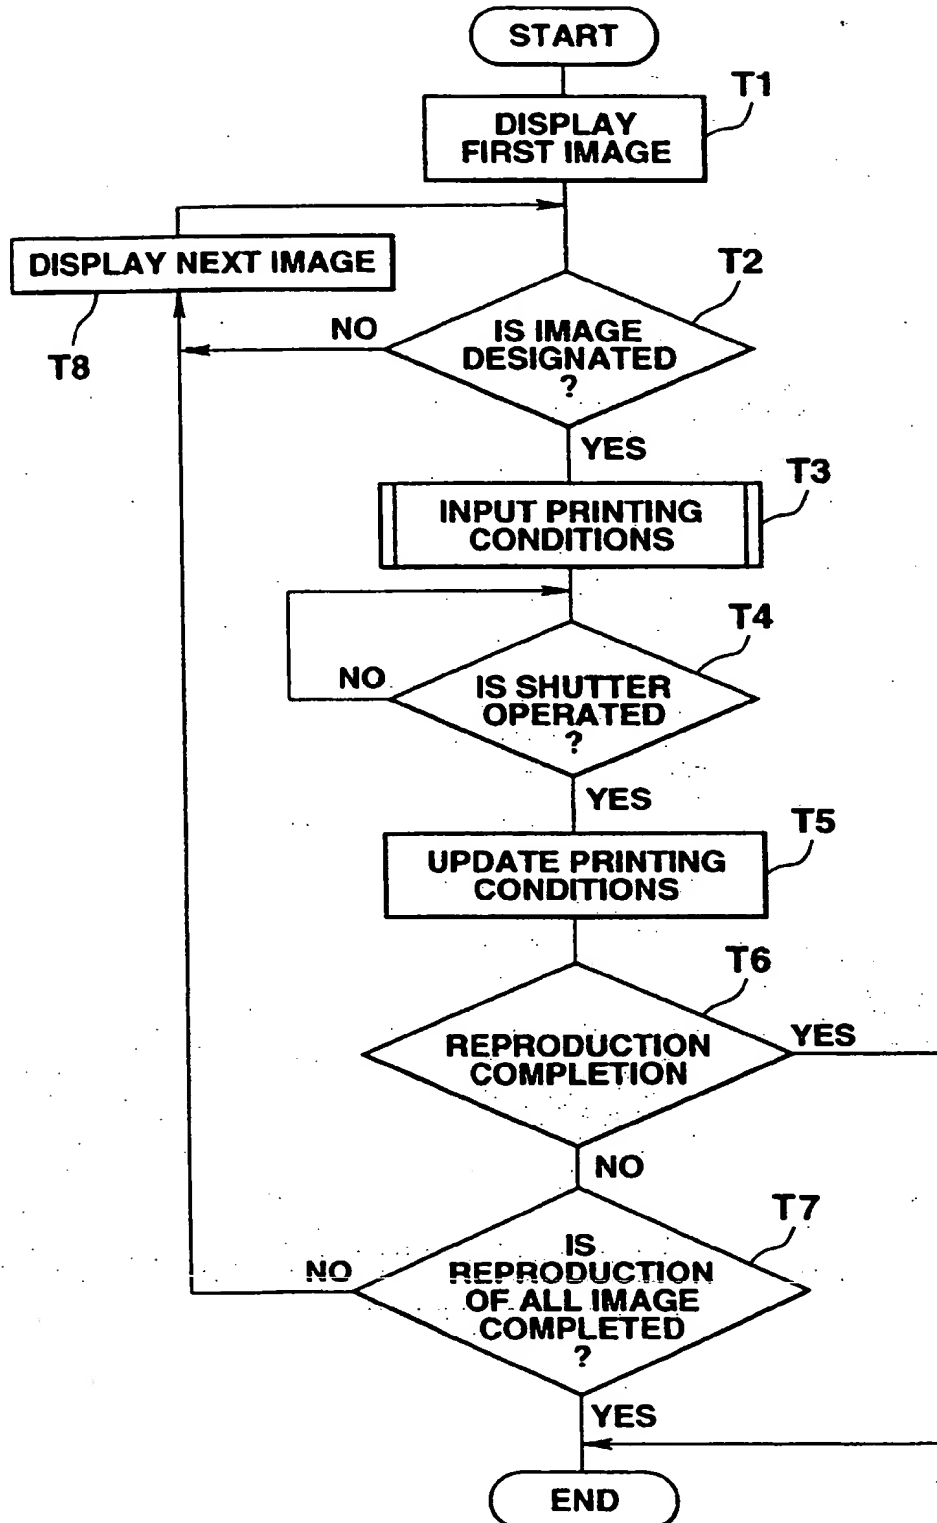 START
T1
DISPLAY
FIRST IMAGE
DISPLAY NEXT IMAGE
T8
T2
NO
IS IMAGE
DESIGNATED
?
YES
T3
INPUT PRINTING
CONDITIONS
T4
NO
IS SHUTTER
OPERATED
?
YES
T5
UPDATE PRINTING
CONDITIONS
T6
REPRODUCTION
COMPLETION
YES
NO
T7
NO
IS
REPRODUCTION
OF ALL IMAGE
COMPLETED
?
YES
END